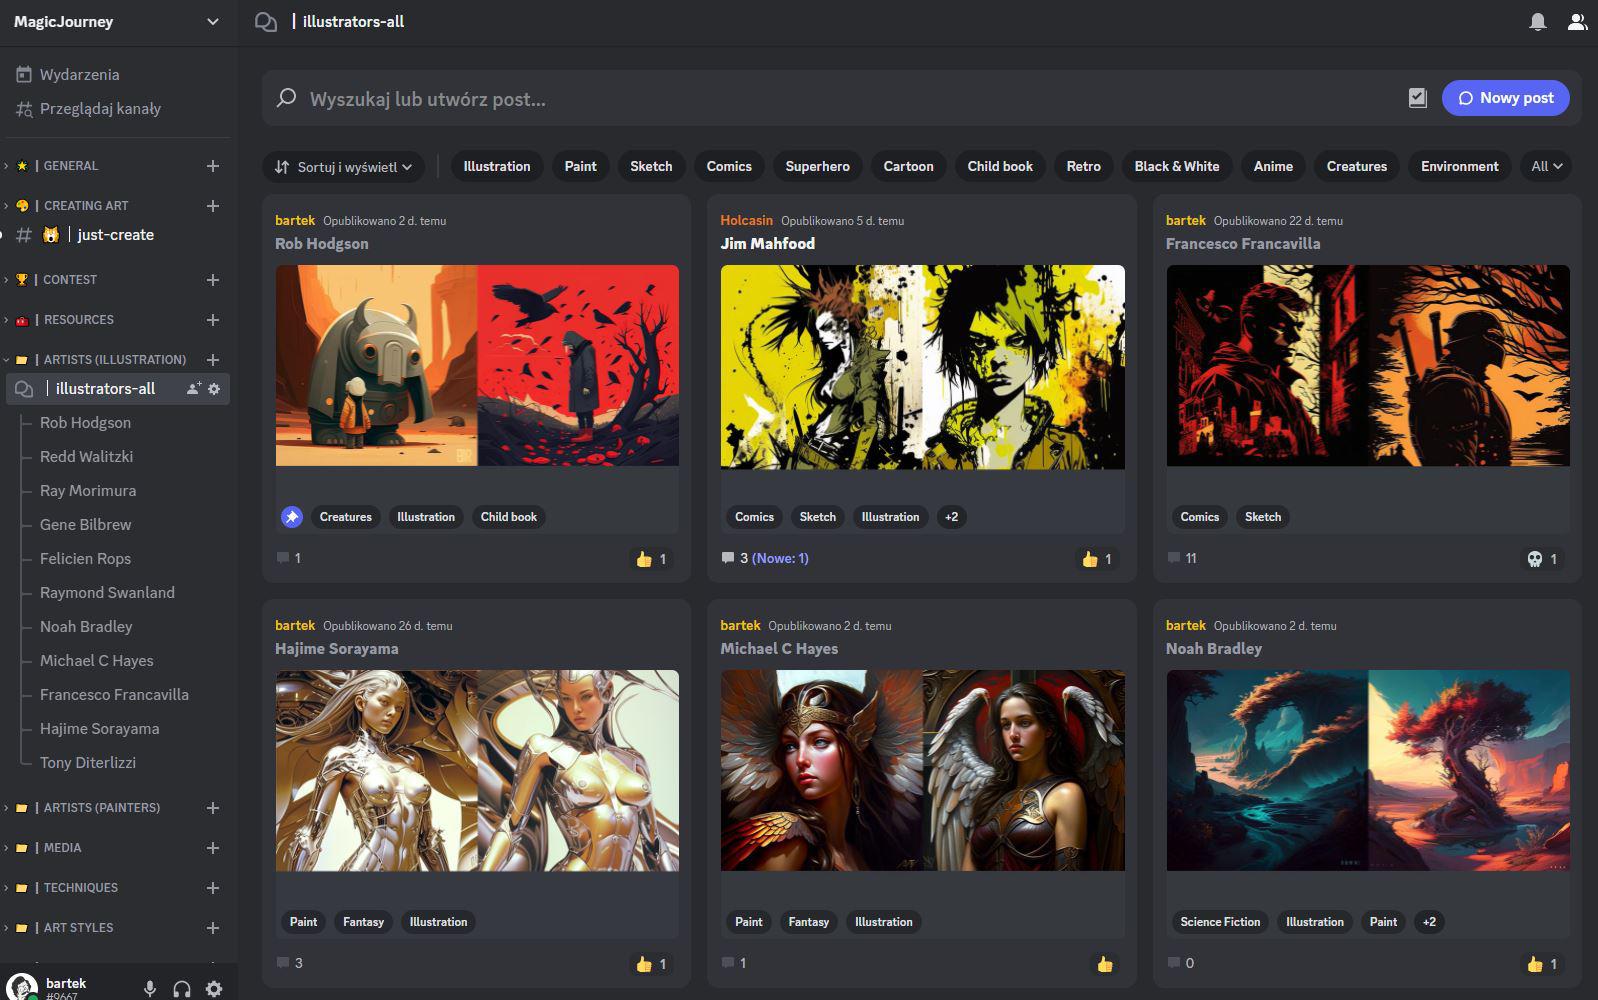 MagicJourney
| illustrators-all
Wydarzenia
Przeglądaj kanały
| GENERAL
| CREATING ART
| just-create
| CONTEST
| RESOURCES
| ARTISTS (ILLUSTRATION)
| illustrators-all
Rob Hodgson
Redd Walitzki
Ray Morimura
Gene Bilbrew
Felicien Rops
Raymond Swanland
Noah Bradley
Michael C Hayes
Francesco Francavilla
Hajime Sorayama
Tony Diterlizzi
| ARTISTS (PAINTERS)
| MEDIA
| TECHNIQUES
| ART STYLES
bartek
#9667
Wyszukaj lub utwórz post...
Nowy post
Sortuj i wyświetl
Illustration Paint Sketch Comics Superhero Cartoon Child book Retro Black & White Anime Creatures Environment All
bartek Opublikowano 2 d. temu
Rob Hodgson
Creatures Illustration Child book
1 1
Holcasin Opublikowano 5 d. temu
Jim Mahfood
Comics Sketch Illustration +2
3 (Nowe: 1) 1
bartek Opublikowano 22 d. temu
Francesco Francavilla
Comics Sketch
11 1
bartek Opublikowano 26 d. temu
Hajime Sorayama
Paint Fantasy Illustration
3 1
bartek Opublikowano 2 d. temu
Michael C Hayes
Paint Fantasy Illustration
1
bartek Opublikowano 2 d. temu
Noah Bradley
Science Fiction Illustration Paint +2
0 1